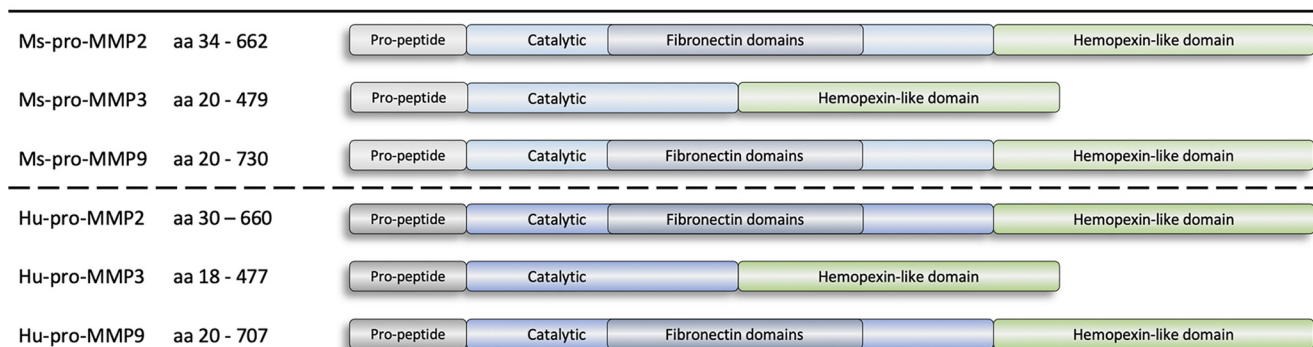 Ms-pro-MMP2 aa 34 - 662 Pro-peptide Catalytic Fibronectin domains Hemopexin-like domain
Ms-pro-MMP3 aa 20 - 479 Pro-peptide Catalytic Hemopexin-like domain
Ms-pro-MMP9 aa 20 - 730 Pro-peptide Catalytic Fibronectin domains Hemopexin-like domain
Hu-pro-MMP2 aa 30 – 660 Pro-peptide Catalytic Fibronectin domains Hemopexin-like domain
Hu-pro-MMP3 aa 18 - 477 Pro-peptide Catalytic Hemopexin-like domain
Hu-pro-MMP9 aa 20 - 707 Pro-peptide Catalytic Fibronectin domains Hemopexin-like domain